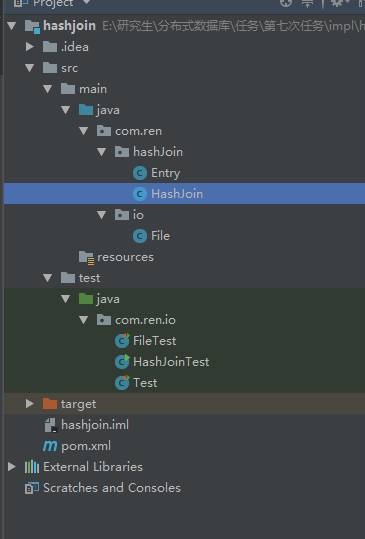 Project
hashjoin E:\研究生\分布式数据库\任务\第七次任务\impl\h
.idea
src
main
java
com.ren
hashJoin
Entry
HashJoin
io
File
resources
test
java
com.ren.io
FileTest
HashJoinTest
Test
target
hashjoin.iml
pom.xml
External Libraries
Scratches and Consoles